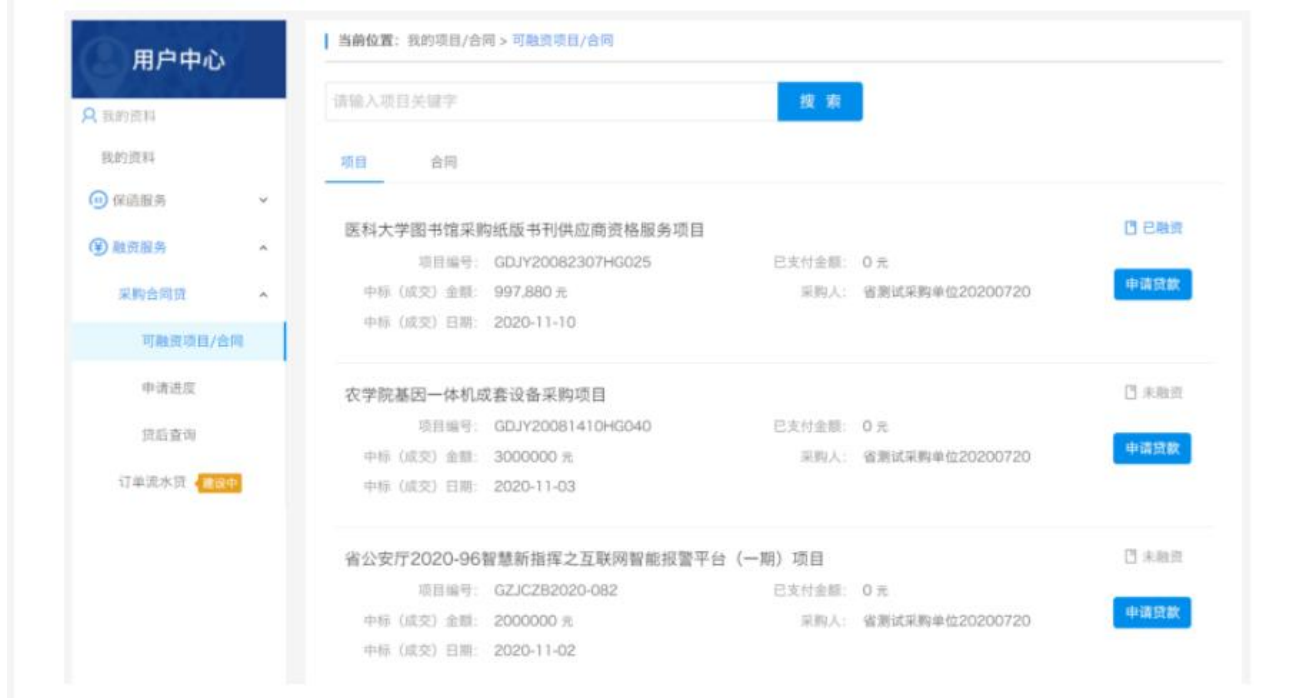 用户中心
我的资料
我的资料
保函服务
融资服务
采购合同贷
可融资项目/合同
申请进度
贷后查询
订单流水贷 建设中
当前位置：我的项目/合同 > 可融资项目/合同
请输入项目关键字
搜 索
项目 合同
医科大学图书馆采购纸版书刊供应商资格服务项目 已融资
项目编号： GDJY20082307HG025 已支付金额： 0 元
申请贷款
中标（成交）金额： 997,880 元 采购人： 省测试采购单位20200720
中标（成交）日期： 2020-11-10
农学院基因一体机成套设备采购项目 未融资
项目编号： GDJY20081410HG040 已支付金额： 0 元
申请贷款
中标（成交）金额： 3000000 元 采购人： 省测试采购单位20200720
中标（成交）日期： 2020-11-03
省公安厅2020-96智慧新指挥之互联网智能报警平台（一期）项目 未融资
项目编号： GZJCZB2020-082 已支付金额： 0 元
申请贷款
中标（成交）金额： 2000000 元 采购人： 省测试采购单位20200720
中标（成交）日期： 2020-11-02